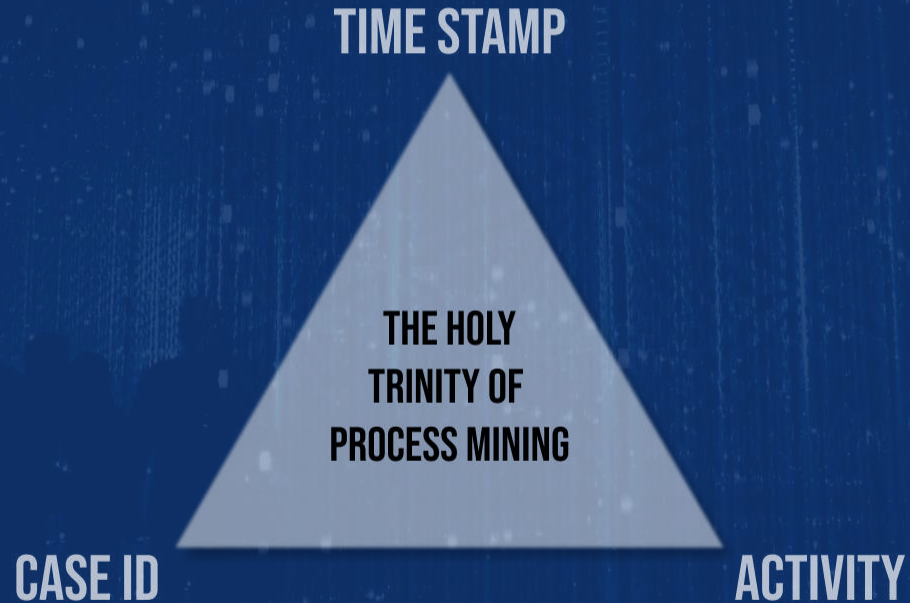 TIME STAMP
THE HOLY
TRINITY OF
PROCESS MINING
CASE ID
ACTIVITY